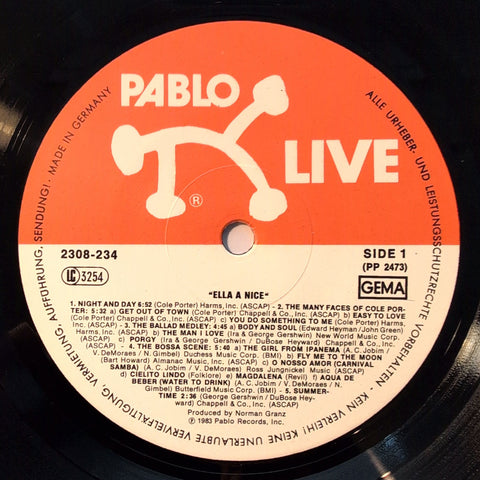 PABLO
LIVE
®
2308-234
SIDE 1
(PP 2473)
LC 3254
GEMA
"ELLA A NICE"
1. NIGHT AND DAY 6:52 (Cole Porter) Harms, Inc. (ASCAP) - 2. THE MANY FACES OF COLE POR-
TER: 5:32 a) GET OUT OF TOWN (Cole Porter) Chappell & Co., Inc. (ASCAP) b) EASY TO LOVE
(Cole Porter) Chappell & Co., Inc. (ASCAP) c) YOU DO SOMETHING TO ME (Cole Porter) Harms, Inc.
(ASCAP) - 3. THE BALLAD MEDLEY: 4:45 a) BODY AND SOUL (Edward Heyman/John Green)
Harms, Inc. (ASCAP) b) THE MAN I LOVE (Ira & George Gershwin) New World Music Corp.
(ASCAP) c) PORGY (Ira & George Gershwin / DuBose Heyward) Chappell & Co., Inc.
(ASCAP) - 4. THE BOSSA SCENE: 5:40 a) THE GIRL FROM IPANEMA (A. C. Jobim /
V. DeMoraes / N. Gimbel) Duchess Music Corp. (BMI) b) FLY ME TO THE MOON
(Bart Howard) Almanac Music Inc. (ASCAP) c) O NOSSO AMOR (CARNIVAL
SAMBA) (A. C. Jobim / V. DeMoraes) Ross Jungnickel Music (ASCAP)
d) CIELITO LINDO (Folklore) e) MAGDALENA (Revil) f) AQUA DE
BEBER (WATER TO DRINK) (A. C. Jobim / V. DeMoraes / N.
Gimbel) Butterfield Music Corp. (BMI) - 5. SUMMER-
TIME 2:36 (George Gershwin / DuBose Hey-
ward) Chappell & Co., Inc. (ASCAP)
Produced by Norman Granz
℗ 1983 Pablo Records, Inc.
ALLE URHEBER- UND LEISTUNGSSCHUTZRECHTE VORBEHALTEN. KEIN VERLEIH! KEINE UNERLAUBTE VERVIELFÄLTIGUNG, VERMIETUNG, AUFFÜHRUNG, SENDUNG! · MADE IN GERMANY